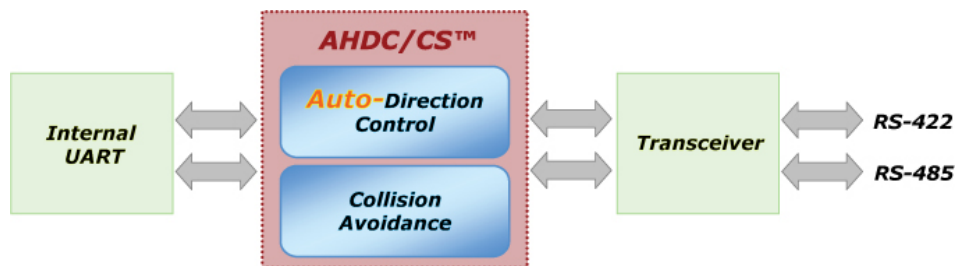 AHDC/CS™
Internal
UART
Auto-Direction
Control
Collision
Avoidance
Transceiver
RS-422
RS-485